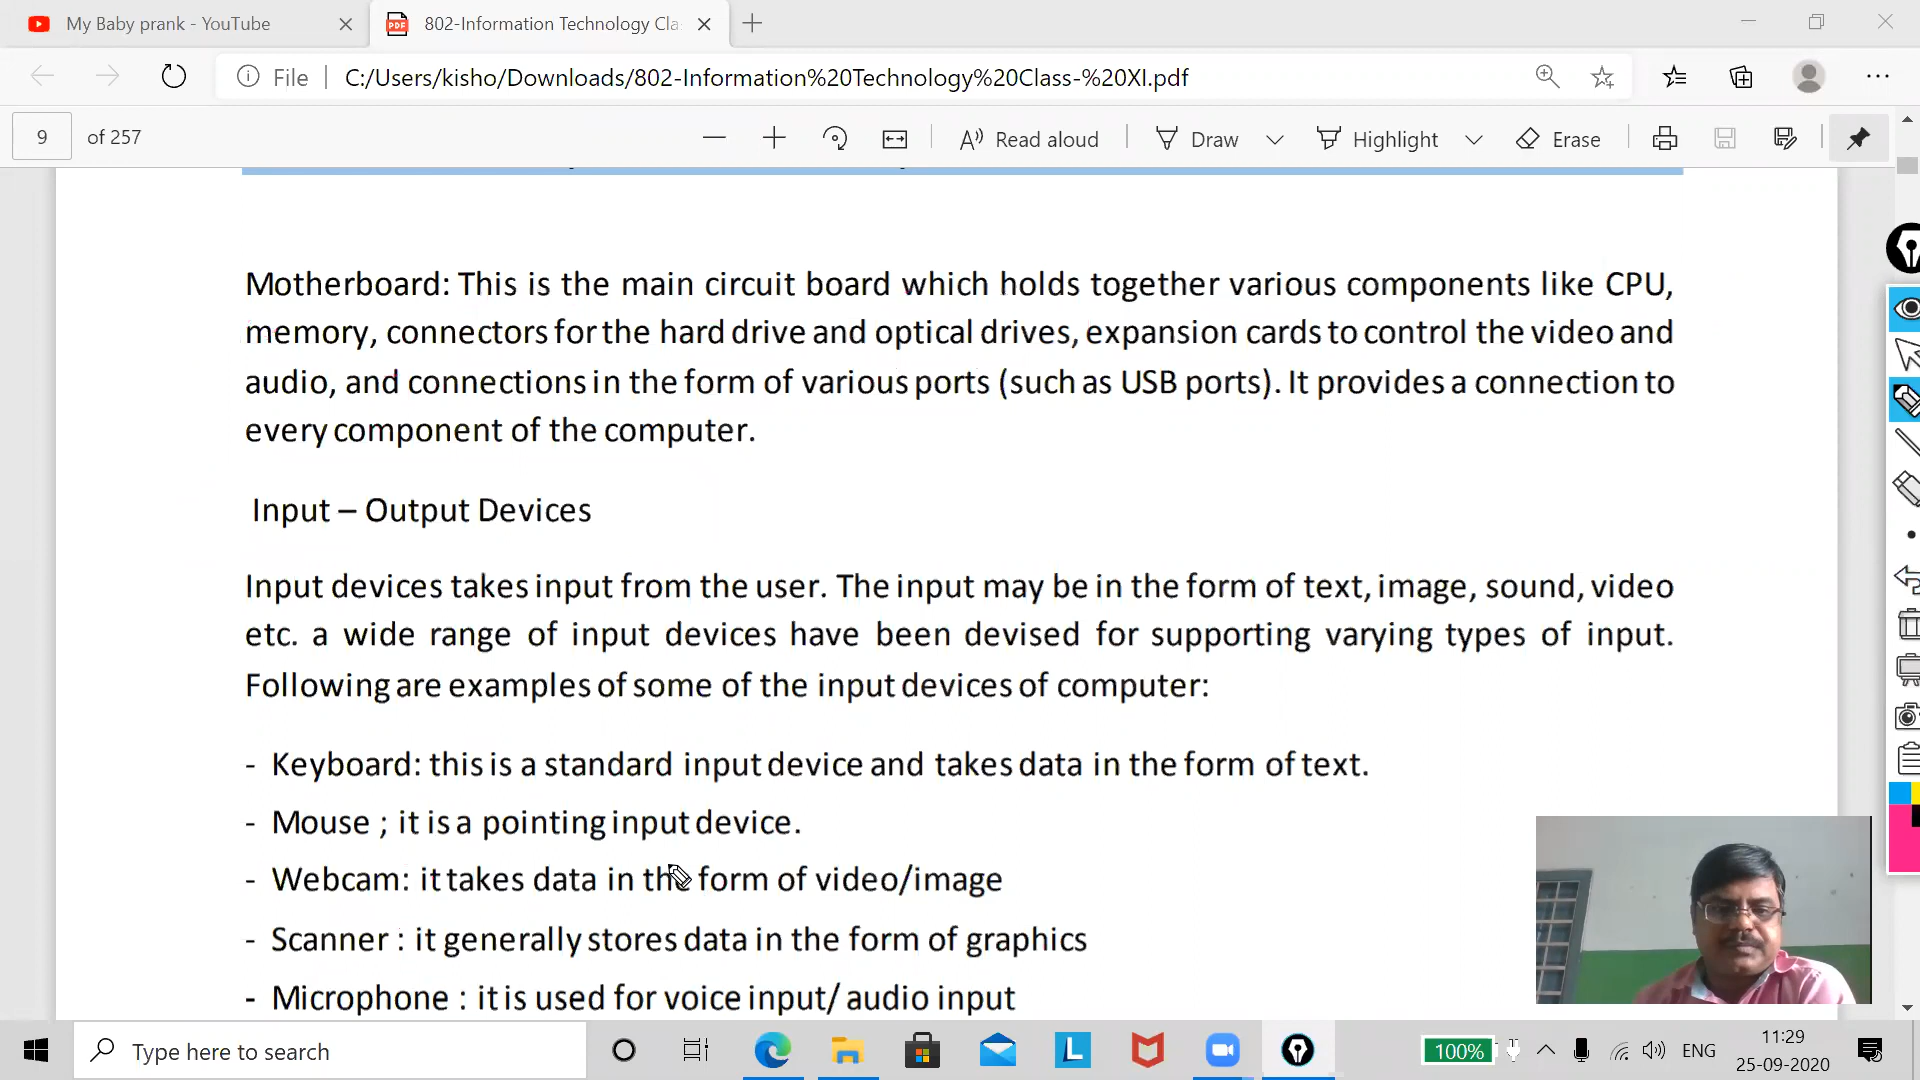 My Baby prank - YouTube
802-Information Technology Cla
File
C:/Users/kisho/Downloads/802-Information%20Technology%20Class-%20XI.pdf
9 of 257
Read aloud
Draw
Highlight
Erase
Motherboard: This is the main circuit board which holds together various components like CPU,
memory, connectors for the hard drive and optical drives, expansion cards to control the video and
audio, and connections in the form of various ports (such as USB ports). It provides a connection to
every component of the computer.
Input – Output Devices
Input devices takes input from the user. The input may be in the form of text, image, sound, video
etc. a wide range of input devices have been devised for supporting varying types of input.
Following are examples of some of the input devices of computer:
- Keyboard: this is a standard input device and takes data in the form of text.
- Mouse ; it is a pointing input device.
- Webcam: it takes data in the form of video/image
- Scanner : it generally stores data in the form of graphics
- Microphone : it is used for voice input/ audio input
Type here to search
100%
ENG
11:29
25-09-2020